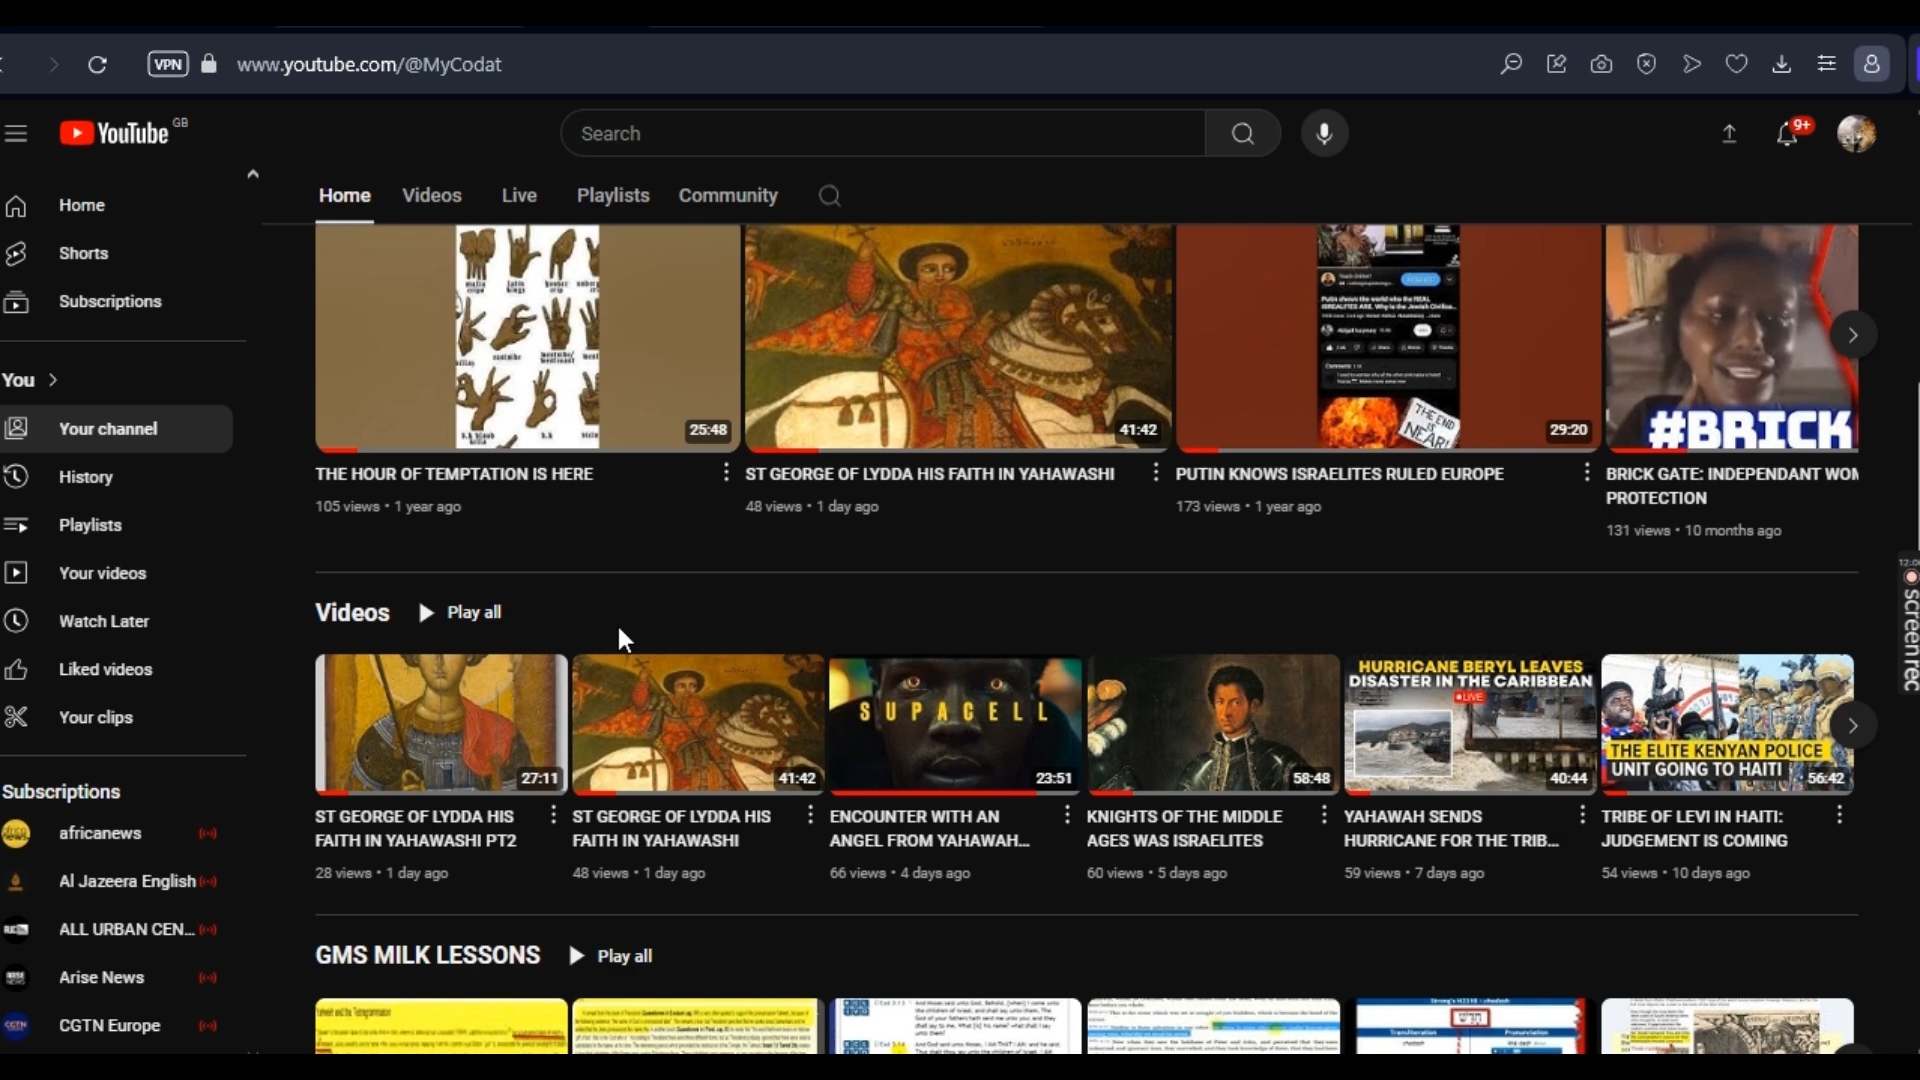 VPN
www.youtube.com/@MyCodat
YouTube GB
Search
9+
Home
Videos
Live
Playlists
Community
Home
Shorts
Subscriptions
You
Your channel
History
Playlists
Your videos
Watch Later
Liked videos
Your clips
Subscriptions
africanews
Al Jazeera English
ALL URBAN CEN...
Arise News
CGTN Europe
25:48
41:42
THE END IS NEAR!
29:20
#BRICK
THE HOUR OF TEMPTATION IS HERE
105 views • 1 year ago
ST GEORGE OF LYDDA HIS FAITH IN YAHAWASHI
48 views • 1 day ago
PUTIN KNOWS ISRAELITES RULED EUROPE
173 views • 1 year ago
BRICK GATE: INDEPENDANT WOM
PROTECTION
131 views • 10 months ago
screenrec
Videos
Play all
27:11
41:42
SUPACELL
23:51
58:48
HURRICANE BERYL LEAVES
DISASTER IN THE CARIBBEAN
LIVE
40:44
THE ELITE KENYAN POLICE
UNIT GOING TO HAITI
56:42
ST GEORGE OF LYDDA HIS
FAITH IN YAHAWASHI PT2
28 views • 1 day ago
ST GEORGE OF LYDDA HIS
FAITH IN YAHAWASHI
48 views • 1 day ago
ENCOUNTER WITH AN
ANGEL FROM YAHAWAH...
66 views • 4 days ago
KNIGHTS OF THE MIDDLE
AGES WAS ISRAELITES
60 views • 5 days ago
YAHAWAH SENDS
HURRICANE FOR THE TRIB...
59 views • 7 days ago
TRIBE OF LEVI IN HAITI:
JUDGEMENT IS COMING
54 views • 10 days ago
GMS MILK LESSONS
Play all